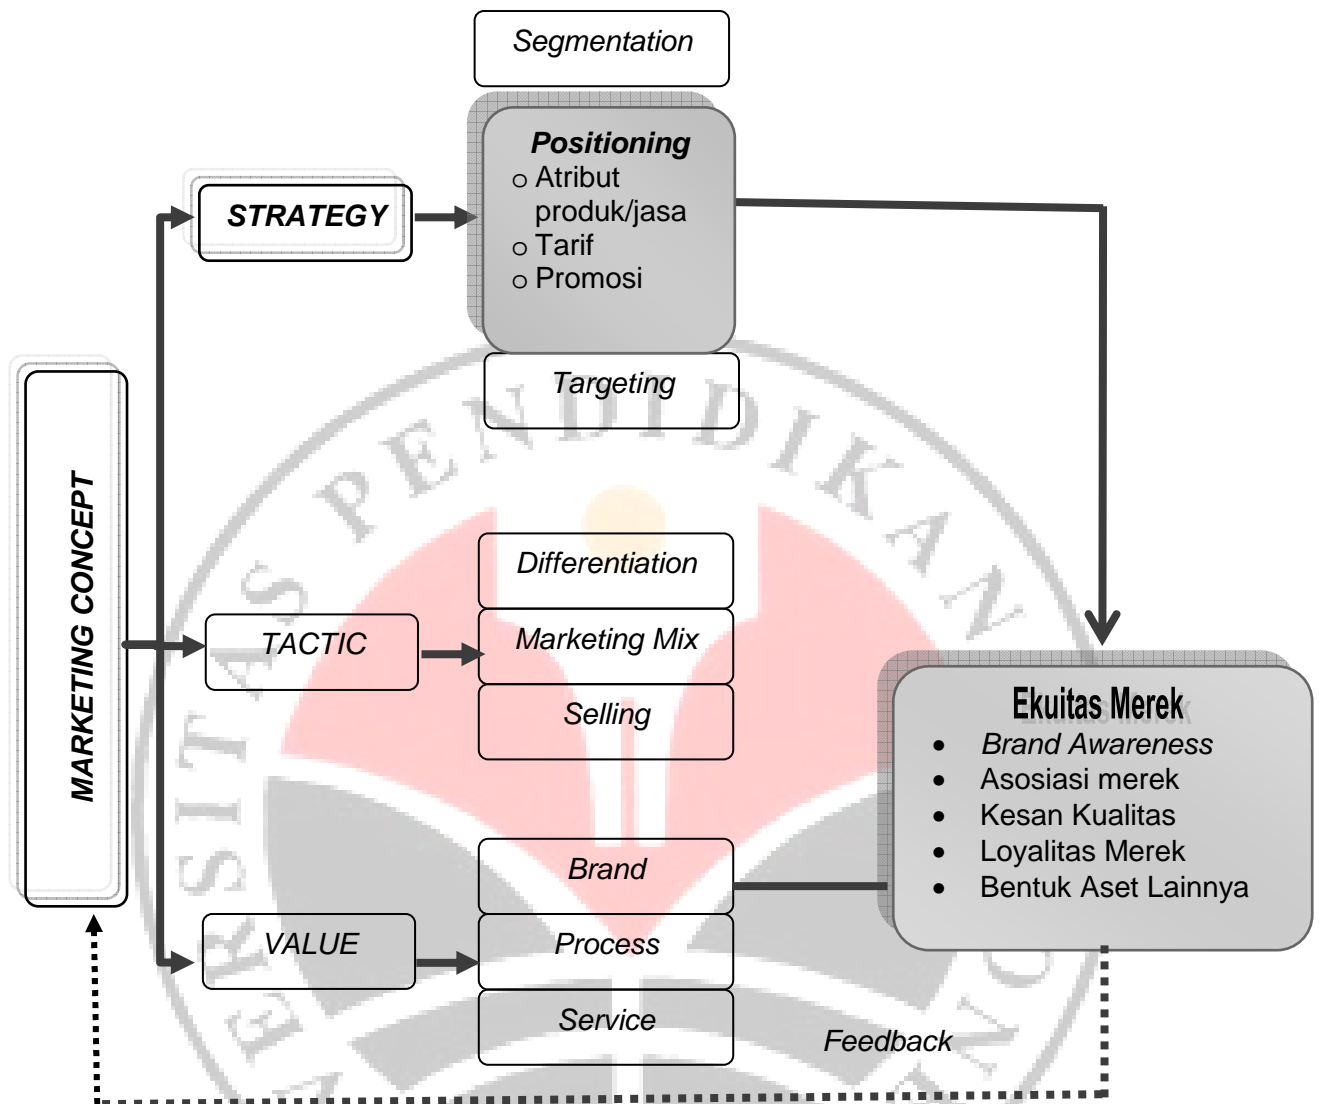 Segmentation
Positioning
o Atribut
produk/jasa
o Tarif
o Promosi
STRATEGY
Targeting
MARKETING CONCEPT
Differentiation
TACTIC
Marketing Mix
Selling
Ekuitas Merek
• Brand Awareness
• Asosiasi merek
• Kesan Kualitas
• Loyalitas Merek
• Bentuk Aset Lainnya
Brand
VALUE
Process
Service
Feedback
PENDIDIKAN